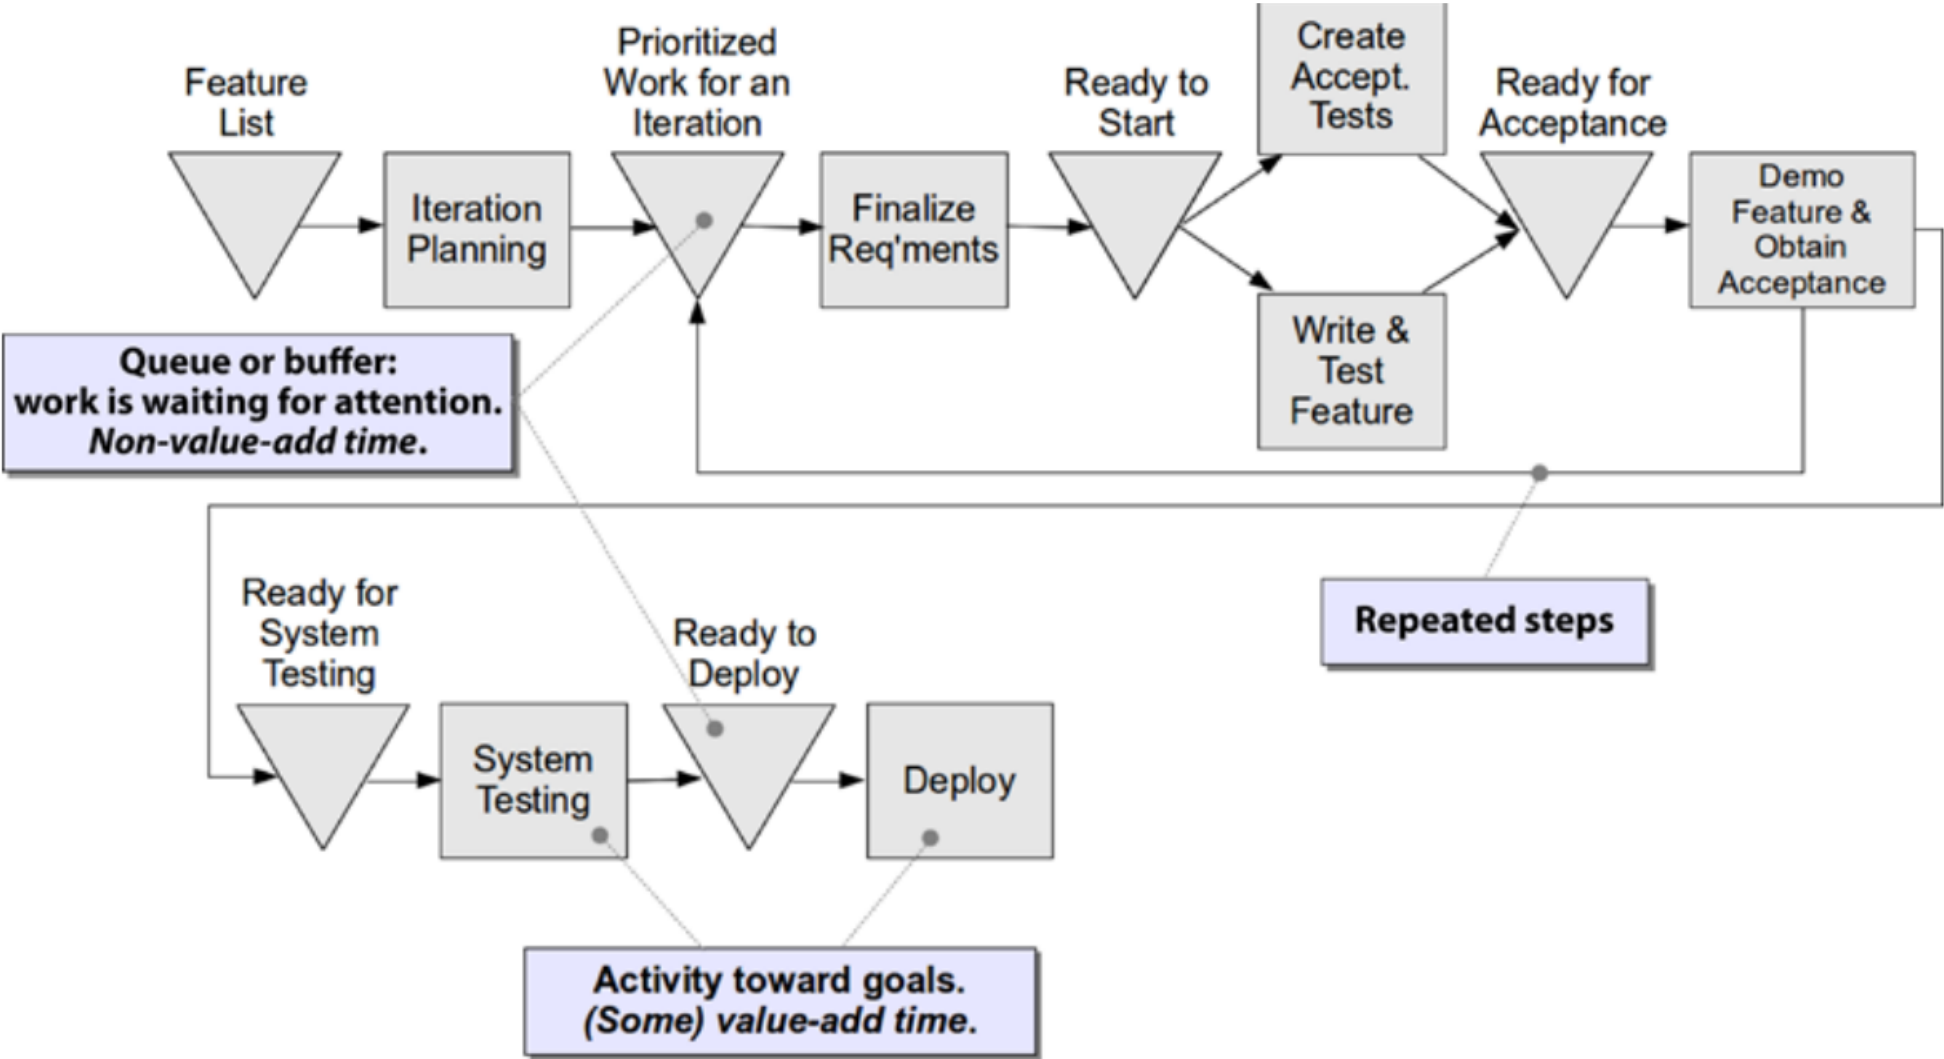 Feature
List
Iteration
Planning
Prioritized
Work for an
Iteration
Finalize
Req'ments
Ready to
Start
Create
Accept.
Tests
Write &
Test
Feature
Ready for
Acceptance
Demo
Feature &
Obtain
Acceptance
Queue or buffer:
work is waiting for attention.
Non-value-add time.
Repeated steps
Ready for
System
Testing
System
Testing
Ready to
Deploy
Deploy
Activity toward goals.
(Some) value-add time.